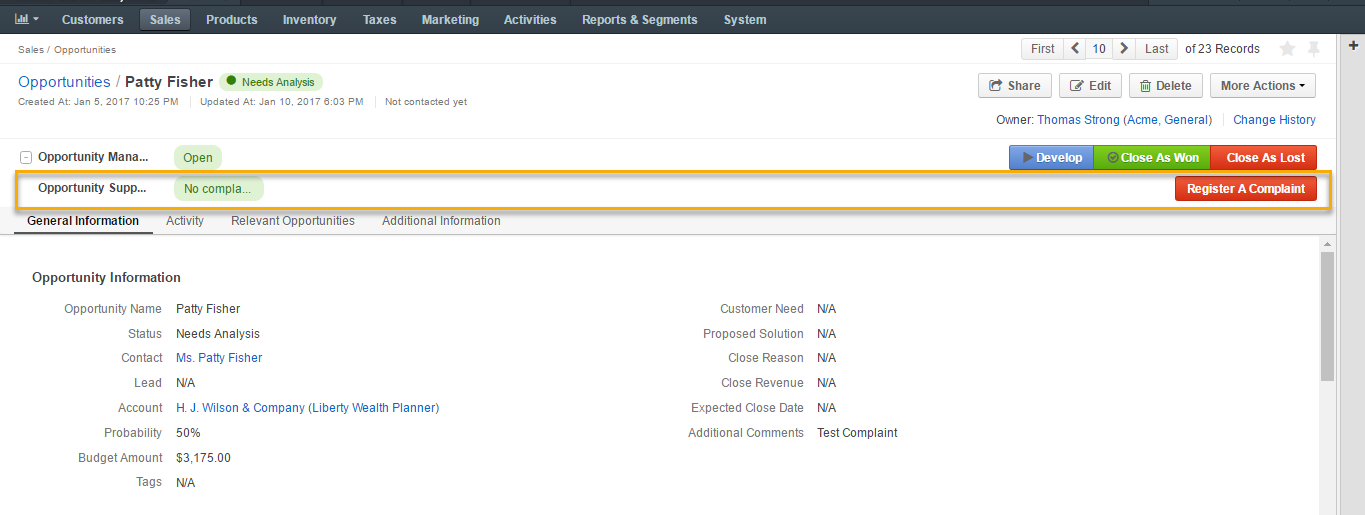 Customers Sales Products Inventory Taxes Marketing Activities Reports & Segments System
Sales / Opportunities
First 10 Last of 23 Records
Opportunities / Patty Fisher Needs Analysis
Share Edit Delete More Actions
Created At: Jan 5, 2017 10:25 PM Updated At: Jan 10, 2017 6:03 PM Not contacted yet
Owner: Thomas Strong (Acme, General) Change History
Opportunity Mana... Open Develop Close As Won Close As Lost
Opportunity Supp... No compla... Register A Complaint
General Information Activity Relevant Opportunities Additional Information
Opportunity Information
Opportunity Name Patty Fisher Customer Need N/A
Status Needs Analysis Proposed Solution N/A
Contact Ms. Patty Fisher Close Reason N/A
Lead N/A Close Revenue N/A
Account H. J. Wilson & Company (Liberty Wealth Planner) Expected Close Date N/A
Probability 50% Additional Comments Test Complaint
Budget Amount $3,175.00
Tags N/A